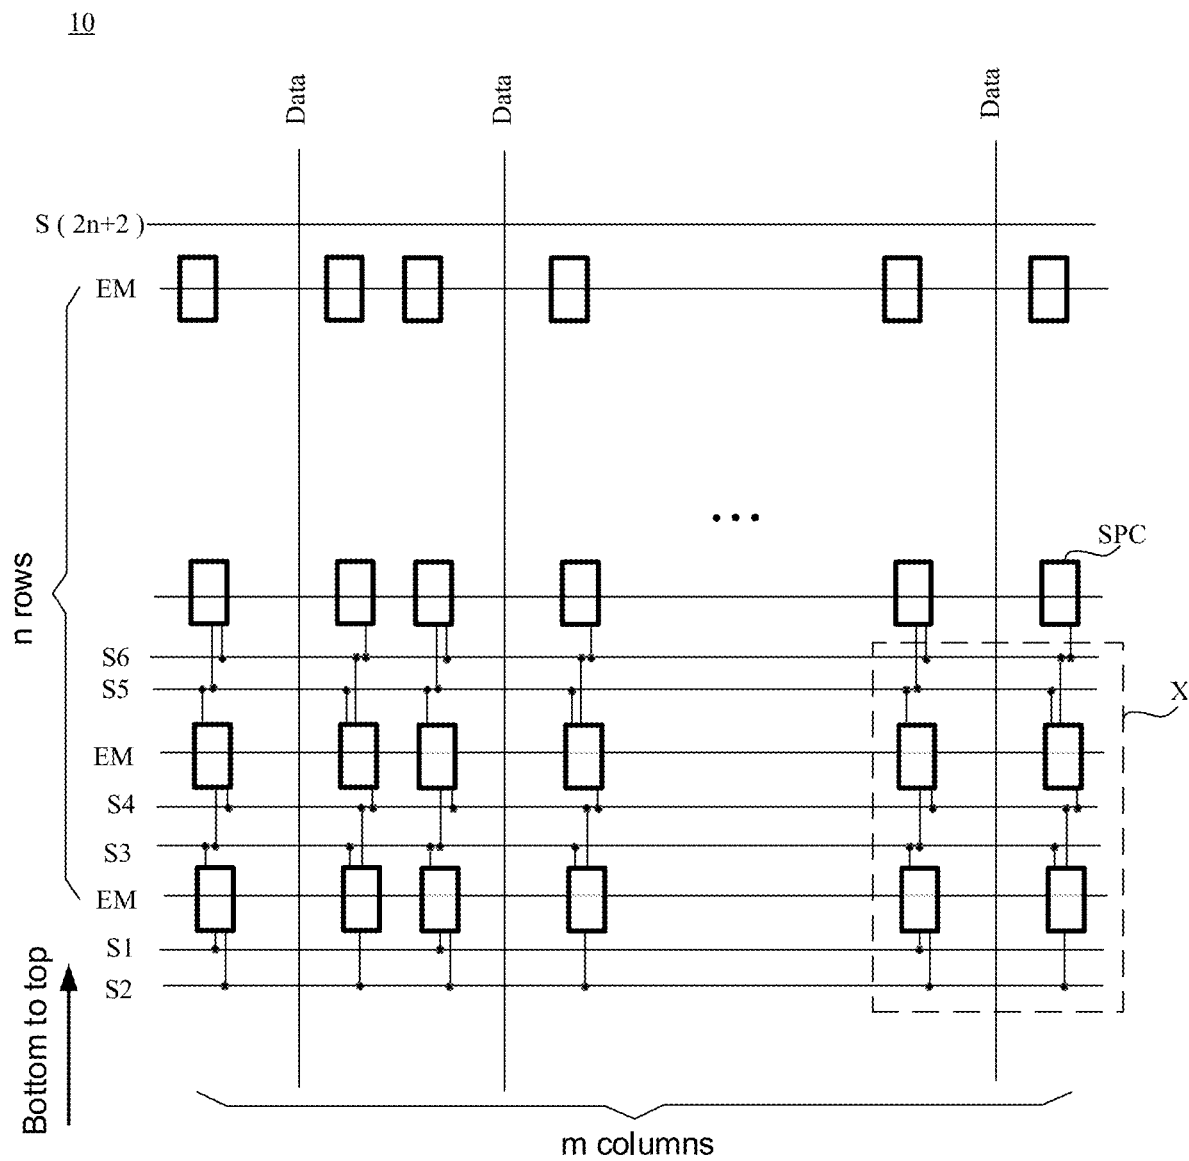 10
Data
Data
Data
S ( 2n+2 )
EM
n rows
SPC
S6
S5
X
EM
S4
S3
EM
S1
S2
Bottom to top
m columns